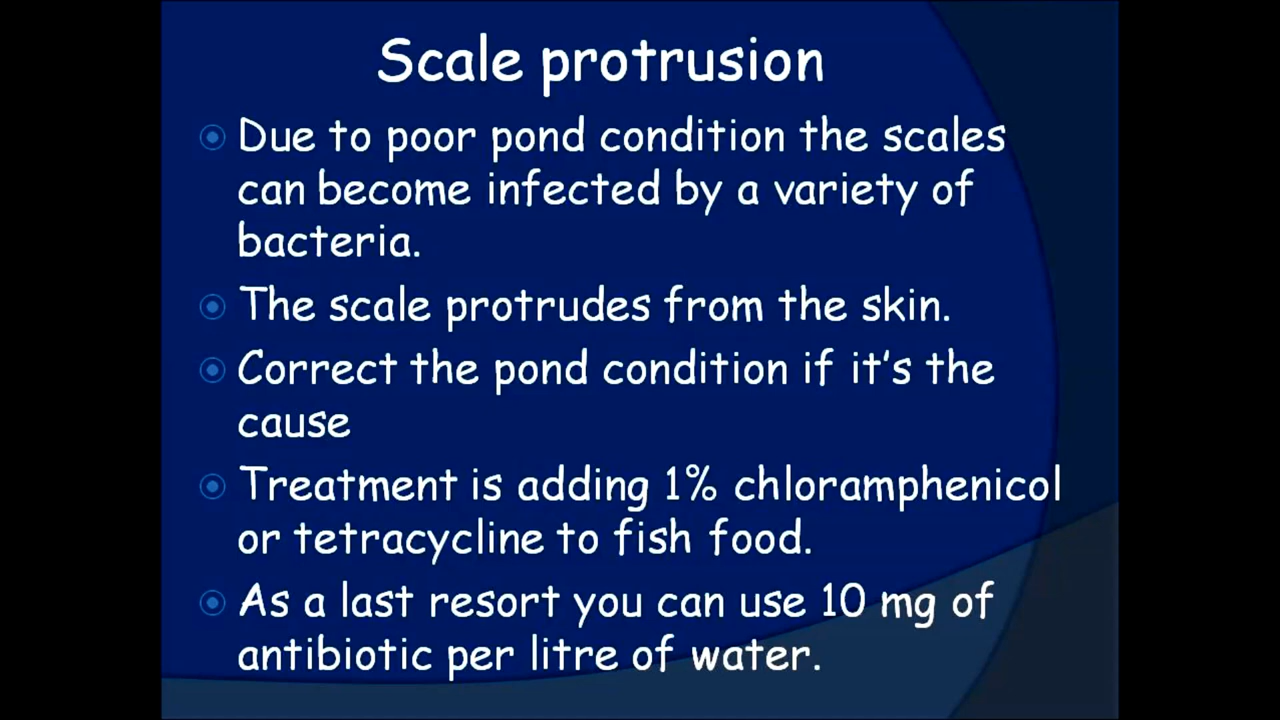 Scale protrusion
Due to poor pond condition the scales
can become infected by a variety of
bacteria.
The scale protrudes from the skin.
Correct the pond condition if it's the
cause
Treatment is adding 1% chloramphenicol
or tetracycline to fish food.
As a last resort you can use 10 mg of
antibiotic per litre of water.